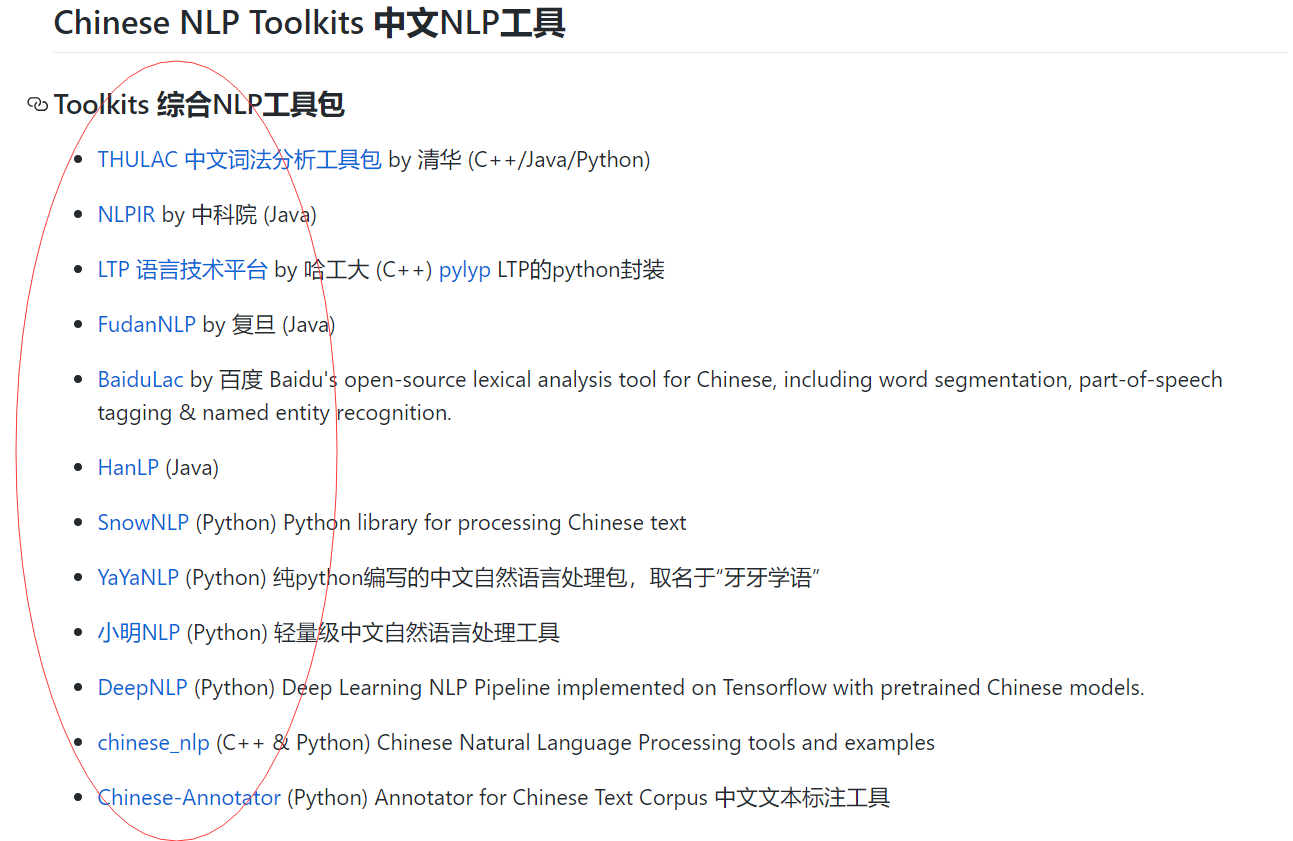 Chinese NLP Toolkits 中文NLP工具
Toolkits 综合NLP工具包
THULAC 中文词法分析工具包 by 清华 (C++/Java/Python)
NLPIR by 中科院 (Java)
LTP 语言技术平台 by 哈工大 (C++) pylyp LTP的python封装
FudanNLP by 复旦 (Java)
BaiduLac by 百度 Baidu's open-source lexical analysis tool for Chinese, including word segmentation, part-of-speech
tagging & named entity recognition.
HanLP (Java)
SnowNLP (Python) Python library for processing Chinese text
YaYaNLP (Python) 纯python编写的中文自然语言处理包，取名于“牙牙学语”
小明NLP (Python) 轻量级中文自然语言处理工具
DeepNLP (Python) Deep Learning NLP Pipeline implemented on Tensorflow with pretrained Chinese models.
chinese_nlp (C++ & Python) Chinese Natural Language Processing tools and examples
Chinese-Annotator (Python) Annotator for Chinese Text Corpus 中文文本标注工具